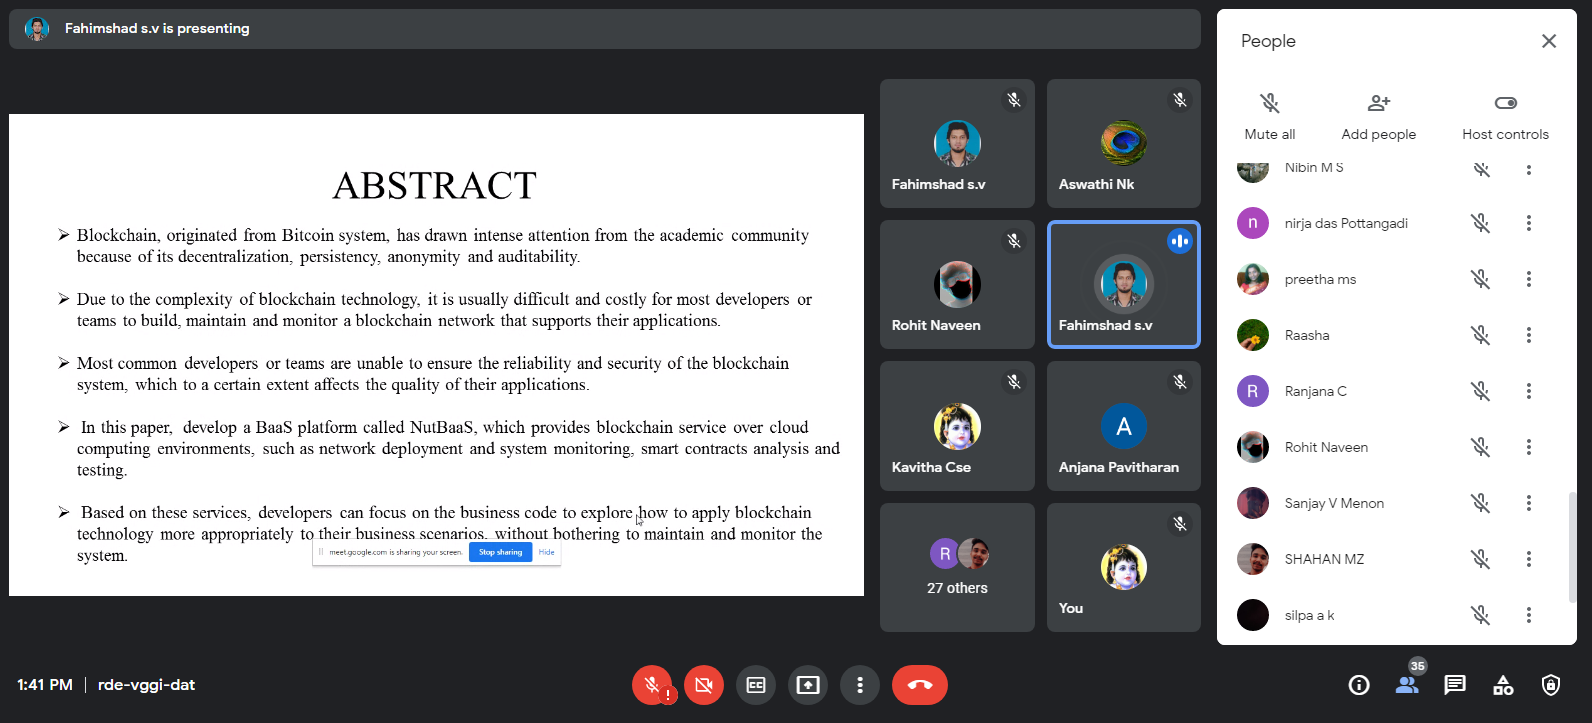 Fahimshad s.v is presenting
ABSTRACT
Blockchain, originated from Bitcoin system, has drawn intense attention from the academic community
because of its decentralization, persistency, anonymity and auditability.
Due to the complexity of blockchain technology, it is usually difficult and costly for most developers or
teams to build, maintain and monitor a blockchain network that supports their applications.
Most common developers or teams are unable to ensure the reliability and security of the blockchain
system, which to a certain extent affects the quality of their applications.
In this paper, develop a BaaS platform called NutBaaS, which provides blockchain service over cloud
computing environments, such as network deployment and system monitoring, smart contracts analysis and
testing.
Based on these services, developers can focus on the business code to explore how to apply blockchain
technology more appropriately to their business scenarios, without bothering to maintain and monitor the
system.
meet.google.com is sharing your screen.
Stop sharing
Hide
Fahimshad s.v
Aswathi Nk
Rohit Naveen
Fahimshad s.v
Kavitha Cse
A
Anjana Pavitharan
R
27 others
You
People
Mute all
Add people
Host controls
Nibin M S
n
nirja das Pottangadi
preetha ms
Raasha
R
Ranjana C
Rohit Naveen
Sanjay V Menon
SHAHAN MZ
silpa a k
1:41 PM | rde-vggi-dat
!
CC
35